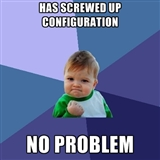 HAS SCREWED UP
CONFIGURATION
NO PROBLEM